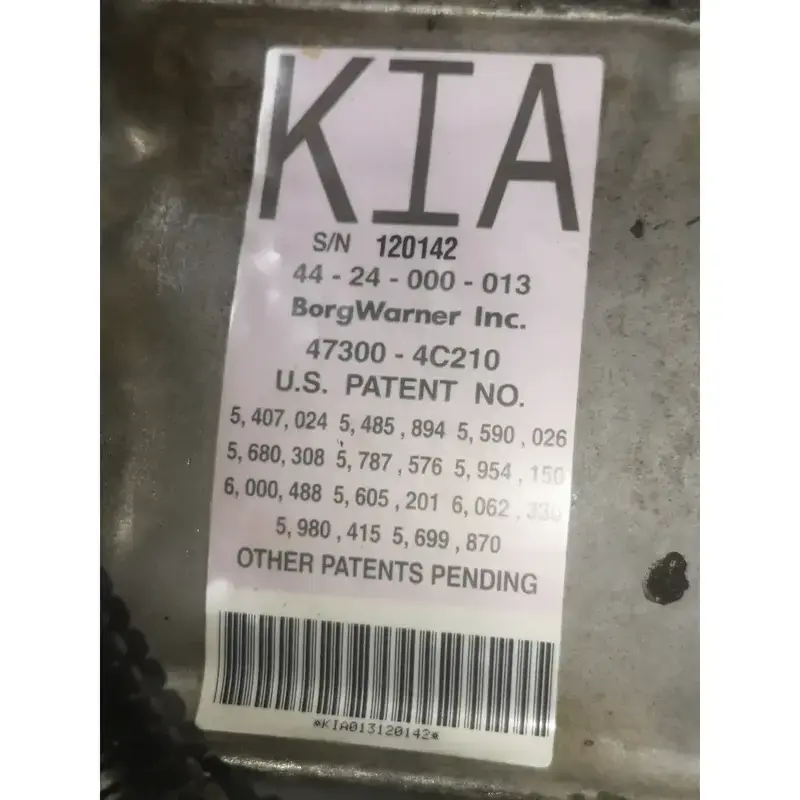 KIA
S/N 120142
44 - 24 - 000 - 013
BorgWarner Inc.
47300 - 4C210
U.S. PATENT NO.
5,407,024 5,485,894 5,590,026
5,680,308 5,787,576 5,954,150
6,000,488 5,605,201 6,062,330
5,980,415 5,699,870
OTHER PATENTS PENDING
*KIA013120142*